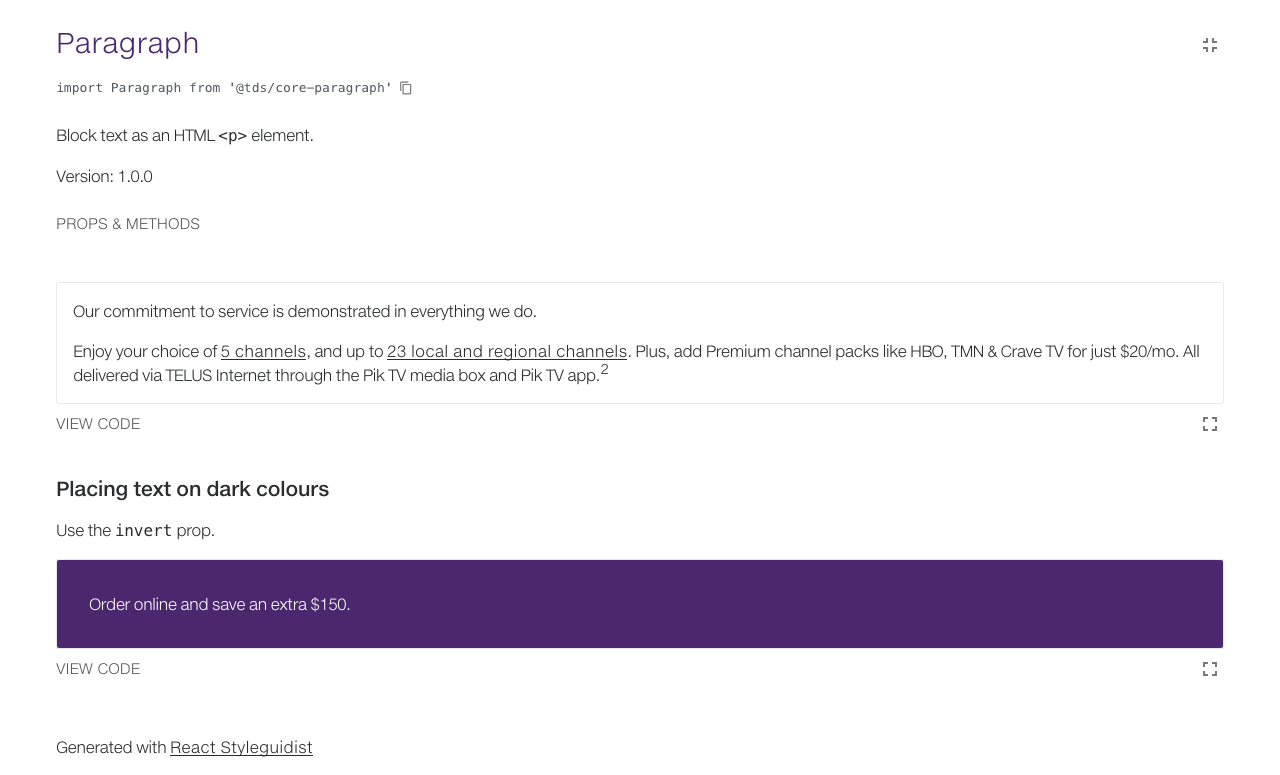 Paragraph
import Paragraph from '@tds/core-paragraph'
Block text as an HTML <p> element.
Version: 1.0.0
PROPS & METHODS
Our commitment to service is demonstrated in everything we do.
Enjoy your choice of 5 channels, and up to 23 local and regional channels. Plus, add Premium channel packs like HBO, TMN & Crave TV for just $20/mo. All
delivered via TELUS Internet through the Pik TV media box and Pik TV app.2
VIEW CODE
Placing text on dark colours
Use the invert prop.
Order online and save an extra $150.
VIEW CODE
Generated with React Styleguidist